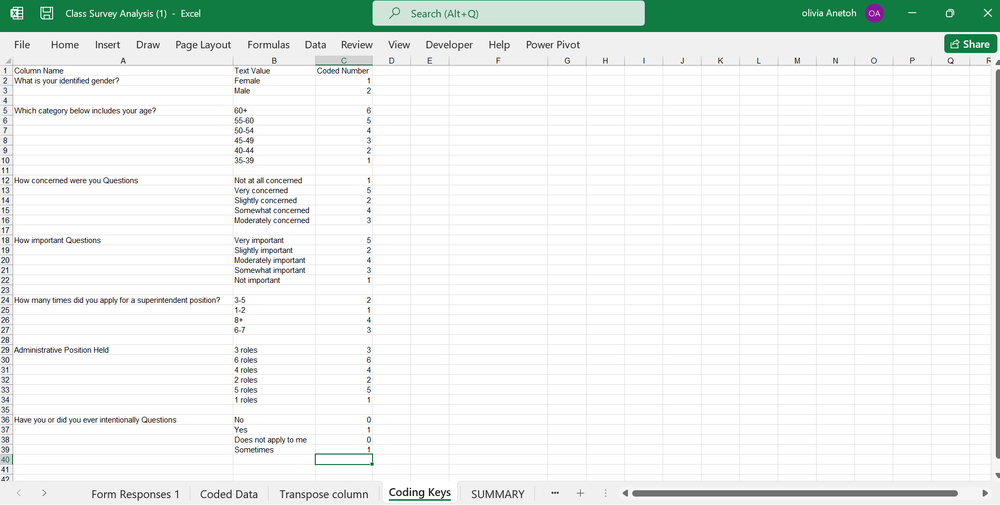 Class Survey Analysis (1) - Excel
Search (Alt+Q)
olivia Anetoh OA
File Home Insert Draw Page Layout Formulas Data Review View Developer Help Power Pivot Share
A B C D E F G H I J K L M N O P Q R
1 Column Name Text Value Coded Number
2 What is your identified gender? Female 1
3 Male 2
4
5 Which category below includes your age? 60+ 6
6 55-60 5
7 50-54 4
8 45-49 3
9 40-44 2
10 35-39 1
11
12 How concerned were you Questions Not at all concerned 1
13 Very concerned 5
14 Slightly concerned 2
15 Somewhat concerned 4
16 Moderately concerned 3
17
18 How important Questions Very important 5
19 Slightly important 2
20 Moderately important 4
21 Somewhat important 3
22 Not important 1
23
24 How many times did you apply for a superintendent position? 3-5 2
25 1-2 1
26 8+ 4
27 6-7 3
28
29 Administrative Position Held 3 roles 3
30 6 roles 6
31 4 roles 4
32 2 roles 2
33 5 roles 5
34 1 roles 1
35
36 Have you or did you ever intentionally Questions No 0
37 Yes 1
38 Does not apply to me 0
39 Sometimes 1
40
41
42
Form Responses 1 Coded Data Transpose column Coding Keys SUMMARY ...